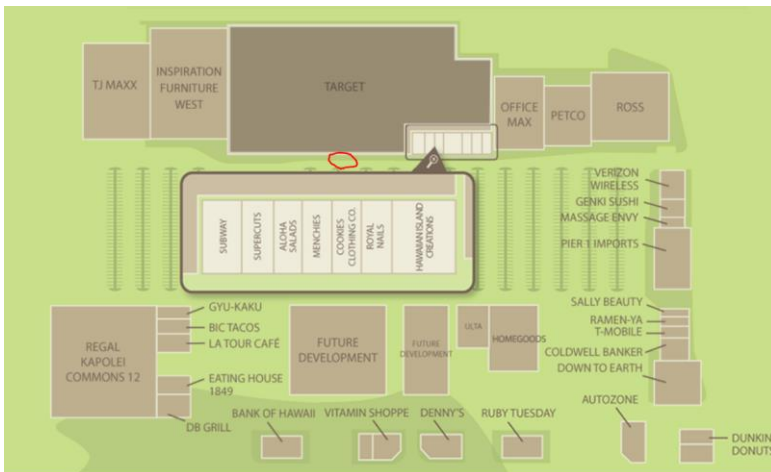 TJ MAXX
INSPIRATION
FURNITURE
WEST
TARGET
OFFICE
MAX
PETCO
ROSS
SUBWAY
SUPERCUTS
ALOHA
SALADS
MENCHIES
COOKIES
CLOTHING CO.
ROYAL
NAILS
HAWAIIAN ISLAND
CREATIONS
VERIZON
WIRELESS
GENKI SUSHI
MASSAGE ENVY
PIER 1 IMPORTS
REGAL
KAPOLEI
COMMONS 12
GYU-KAKU
BIC TACOS
LA TOUR CAFÉ
EATING HOUSE
1849
DB GRILL
FUTURE
DEVELOPMENT
FUTURE
DEVELOPMENT
ULTA
HOMEGOODS
SALLY BEAUTY
RAMEN-YA
T-MOBILE
COLDWELL BANKER
DOWN TO EARTH
BANK OF HAWAII
VITAMIN SHOPPE
DENNY'S
RUBY TUESDAY
AUTOZONE
DUNKIN
DONUTS